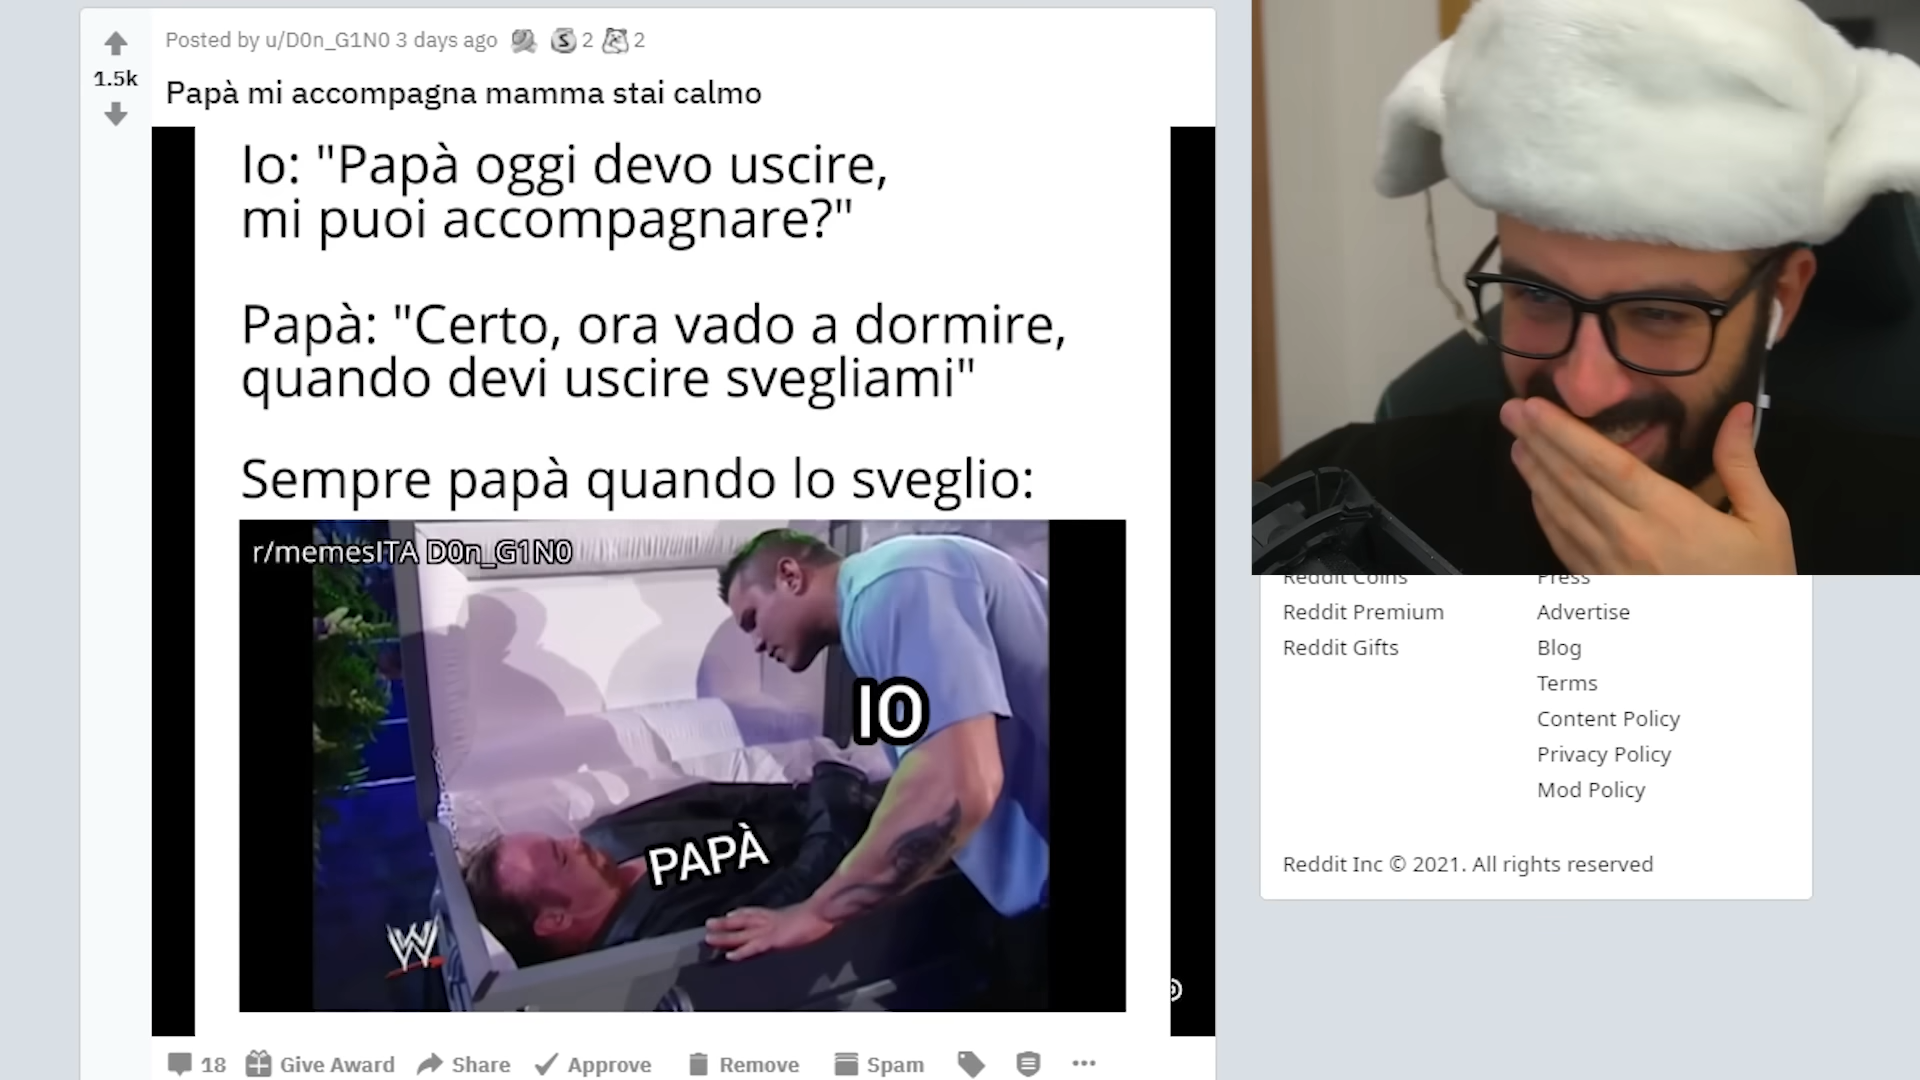 Posted by u/D0n_G1N0 3 days ago 2 2
1.5k
Papà mi accompagna mamma stai calmo
Io: "Papà oggi devo uscire,
mi puoi accompagnare?"
Papà: "Certo, ora vado a dormire,
quando devi uscire svegliami"
Sempre papà quando lo sveglio:
r/memesITA D0n_G1N0
IO
PAPÀ
W
18 Give Award Share Approve Remove Spam
Reddit Coins
Reddit Premium
Reddit Gifts
Press
Advertise
Blog
Terms
Content Policy
Privacy Policy
Mod Policy
Reddit Inc © 2021. All rights reserved